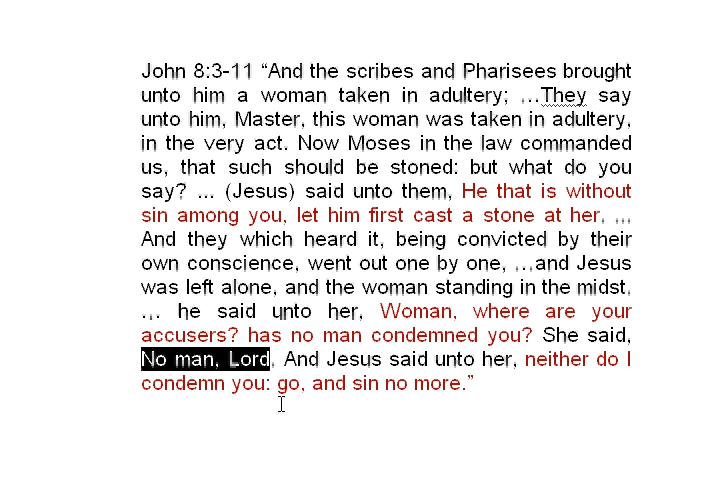 John 8:3-11 “And the scribes and Pharisees brought
unto him a woman taken in adultery; ...They say
unto him, Master, this woman was taken in adultery,
in the very act. Now Moses in the law commanded
us, that such should be stoned: but what do you
say? ... (Jesus) said unto them, He that is without
sin among you, let him first cast a stone at her. ...
And they which heard it, being convicted by their
own conscience, went out one by one, ...and Jesus
was left alone, and the woman standing in the midst.
... he said unto her, Woman, where are your
accusers? has no man condemned you? She said,
No man, Lord. And Jesus said unto her, neither do I
condemn you: go, and sin no more.”